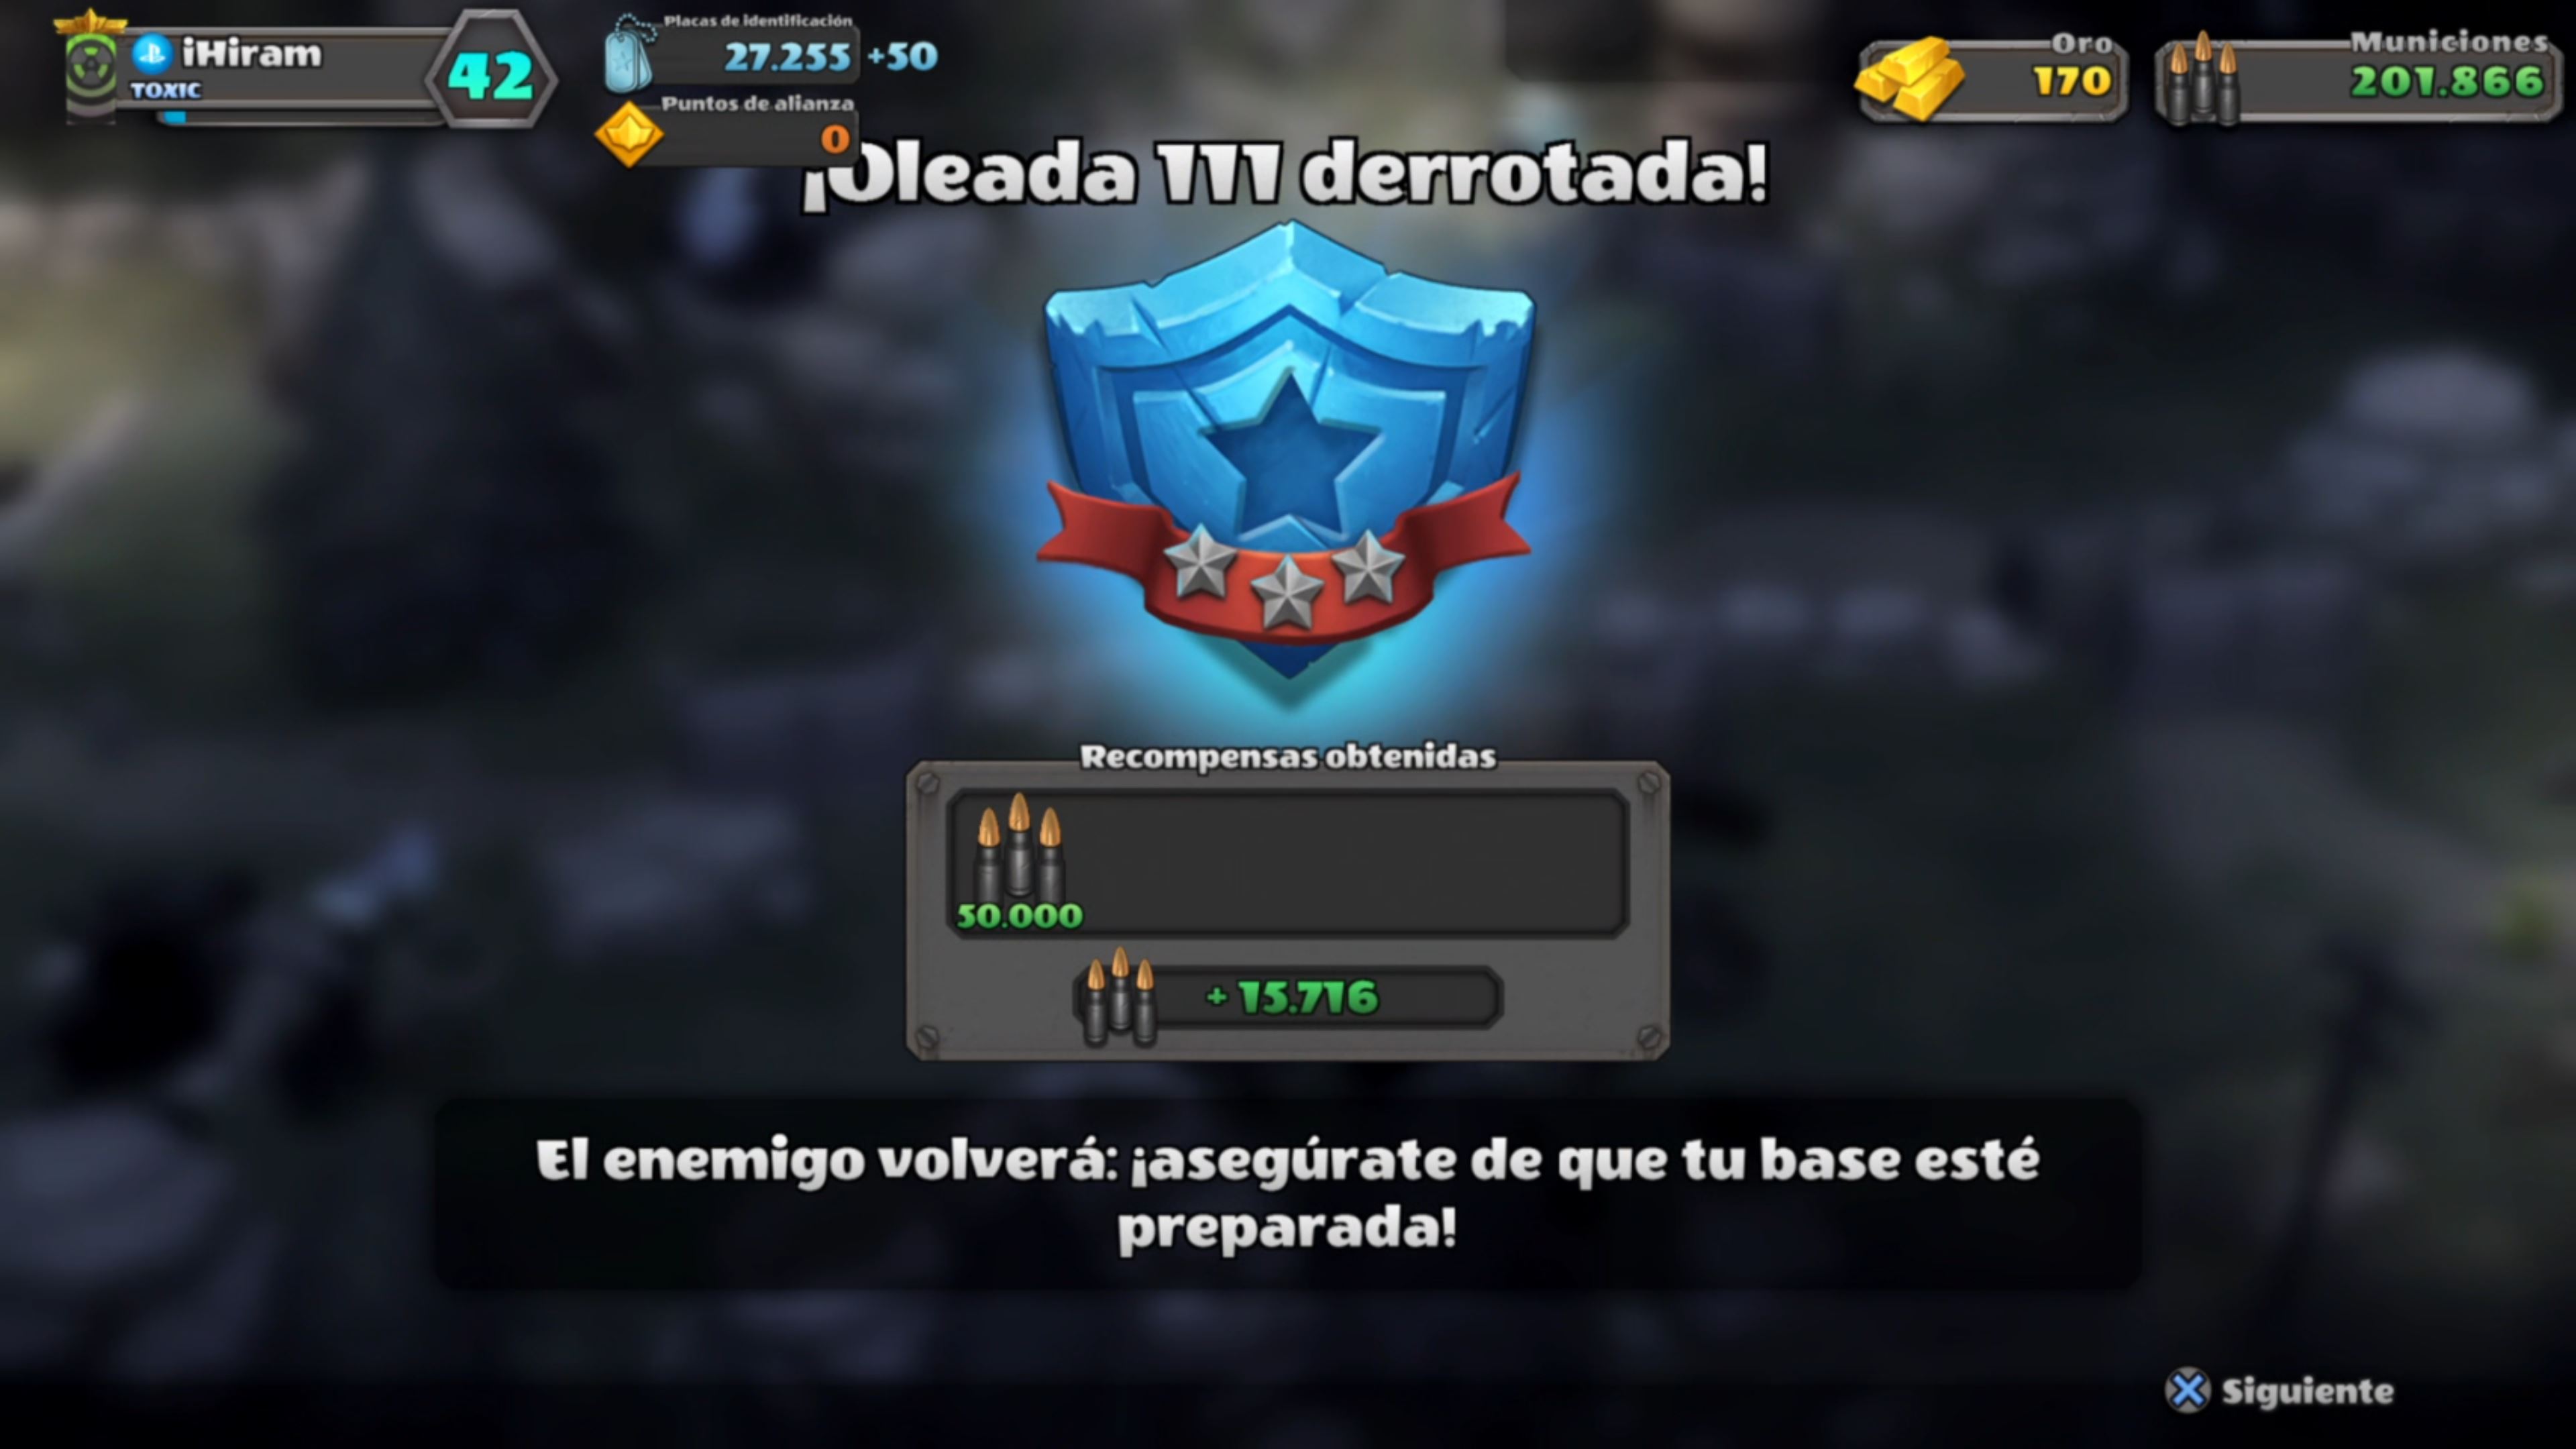 iHiram
TOXIC
42
Placas de identificación
27.255 +50
Puntos de alianza
0
Oro
170
Municiones
201.866
¡Oleada 111 derrotada!
Recompensas obtenidas
50.000
+ 15.716
El enemigo volverá: ¡asegúrate de que tu base esté
preparada!
Siguiente